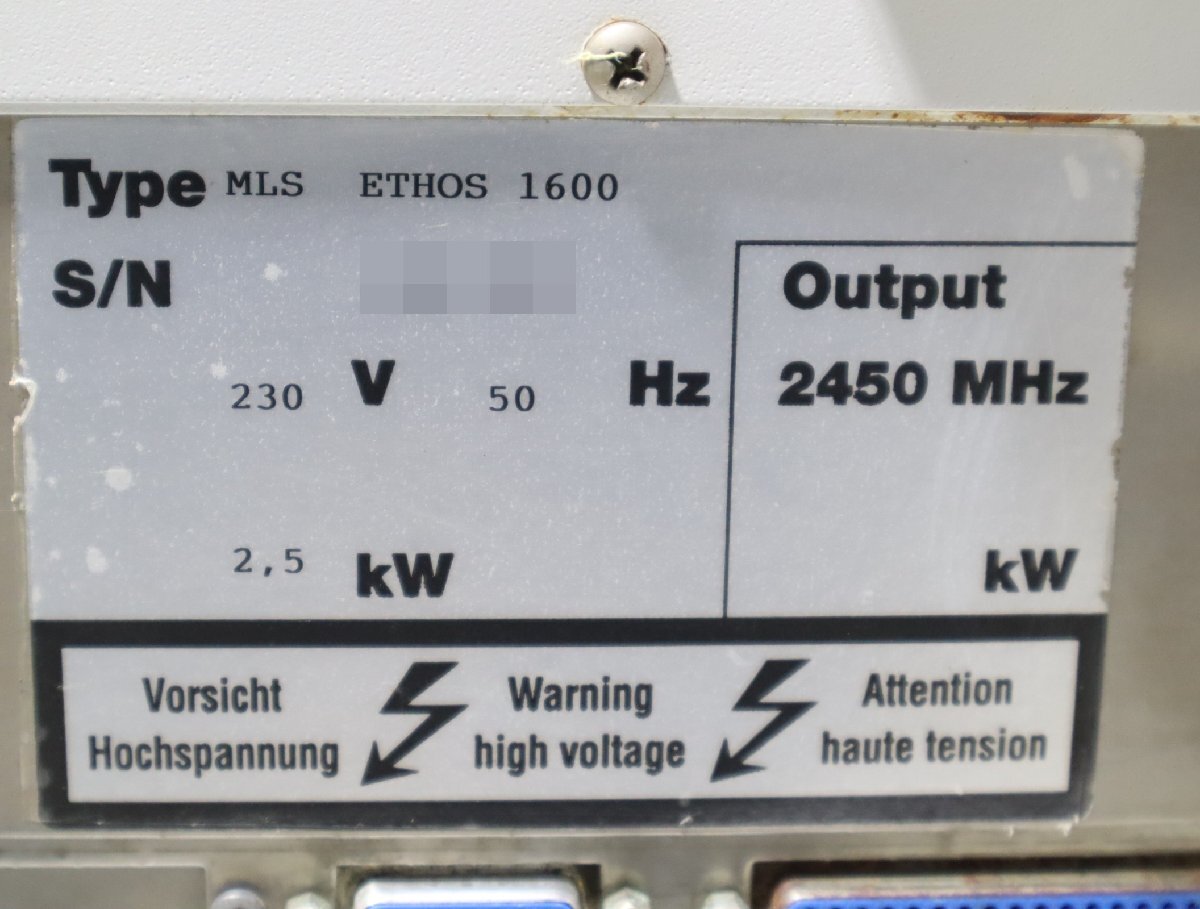 Type MLS ETHOS 1600
S/N
Output
230 V 50 Hz
2450 MHz
2,5 kW
kW
Vorsicht
Hochspannung
Warning
high voltage
Attention
haute tension